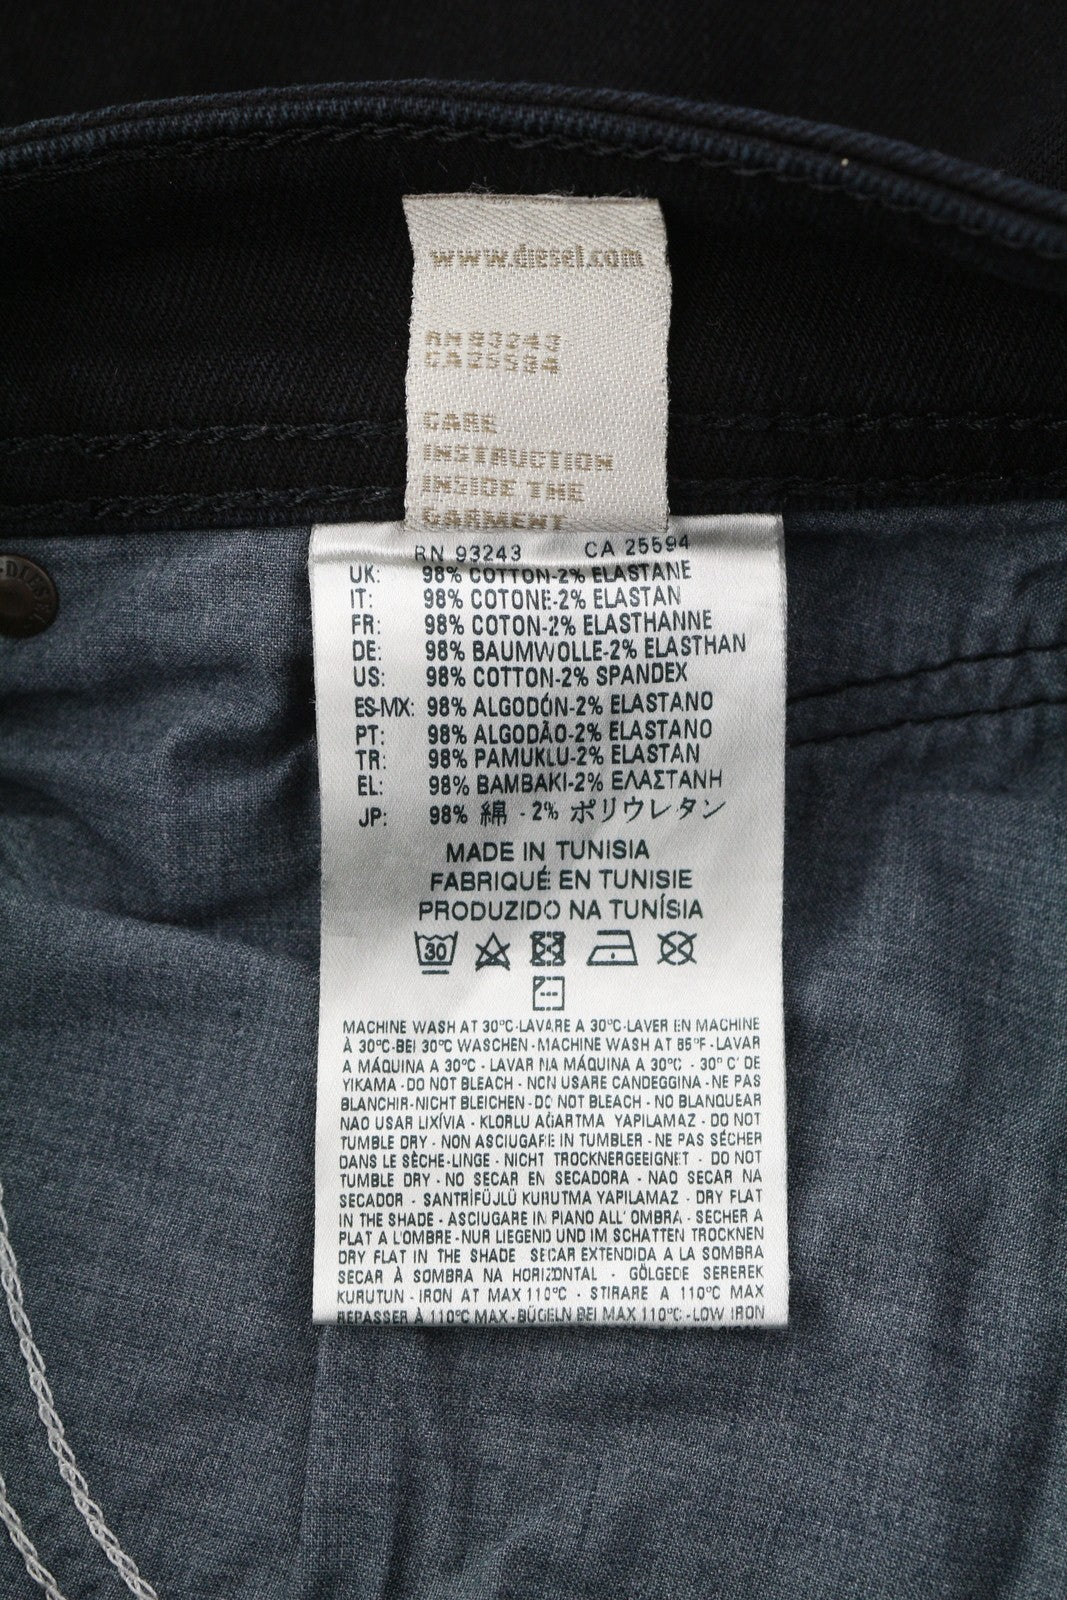 www.diesel.com
RN 93243
CA 25594
CARE
INSTRUCTION
INSIDE THE
GARMENT
RN 93243 CA 25594
UK: 98% COTTON-2% ELASTANE
IT: 98% COTONE-2% ELASTAN
FR: 98% COTON-2% ELASTHANNE
DE: 98% BAUMWOLLE-2% ELASTHAN
US: 98% COTTON-2% SPANDEX
ES-MX: 98% ALGODÓN-2% ELASTANO
PT: 98% ALGODÃO-2% ELASTANO
TR: 98% PAMUKLU-2% ELASTAN
EL: 98% BAMBAKI-2% ΕΛΑΣΤΑΝΗ
JP: 98% 綿 - 2% ポリウレタン
MADE IN TUNISIA
FABRIQUÉ EN TUNISIE
PRODUZIDO NA TUNÍSIA
30
MACHINE WASH AT 30°C-LAVARE A 30°C-LAVER EN MACHINE
À 30°C-BEI 30°C WASCHEN - MACHINE WASH AT 85°F - LAVAR
A MÁQUINA A 30°C - LAVAR NA MÁQUINA A 30°C - 30° C' DE
YIKAMA - DO NOT BLEACH - NON USARE CANDEGGINA - NE PAS
BLANCHIR-NICHT BLEICHEN - DO NOT BLEACH - NO BLANQUEAR
NAO USAR LIXÍVIA - KLORLU AĞARTMA YAPILAMAZ - DO NOT
TUMBLE DRY - NON ASCIUGARE IN TUMBLER - NE PAS SÉCHER
DANS LE SÈCHE-LINGE - NICHT TROCKNERGEEIGNET - DO NOT
TUMBLE DRY - NO SECAR EN SECADORA - NAO SECAR NA
SECADOR - SANTRİFÜJLÜ KURUTMA YAPILAMAZ - DRY FLAT
IN THE SHADE - ASCIUGARE IN PIANO ALL' OMBRA - SECHER A
PLAT A L'OMBRE - NUR LIEGEND UND IM SCHATTEN TROCKNEN
DRY FLAT IN THE SHADE SECAR EXTENDIDA A LA SOMBRA
SECAR À SOMBRA NA HORIZONTAL - GÖLGEDE SEREREK
KURUTUN - IRON AT MAX 110°C - STIRARE A 110°C MAX
REPASSER À 110°C MAX - BÜGELN BEI MAX 110°C - LOW IRON